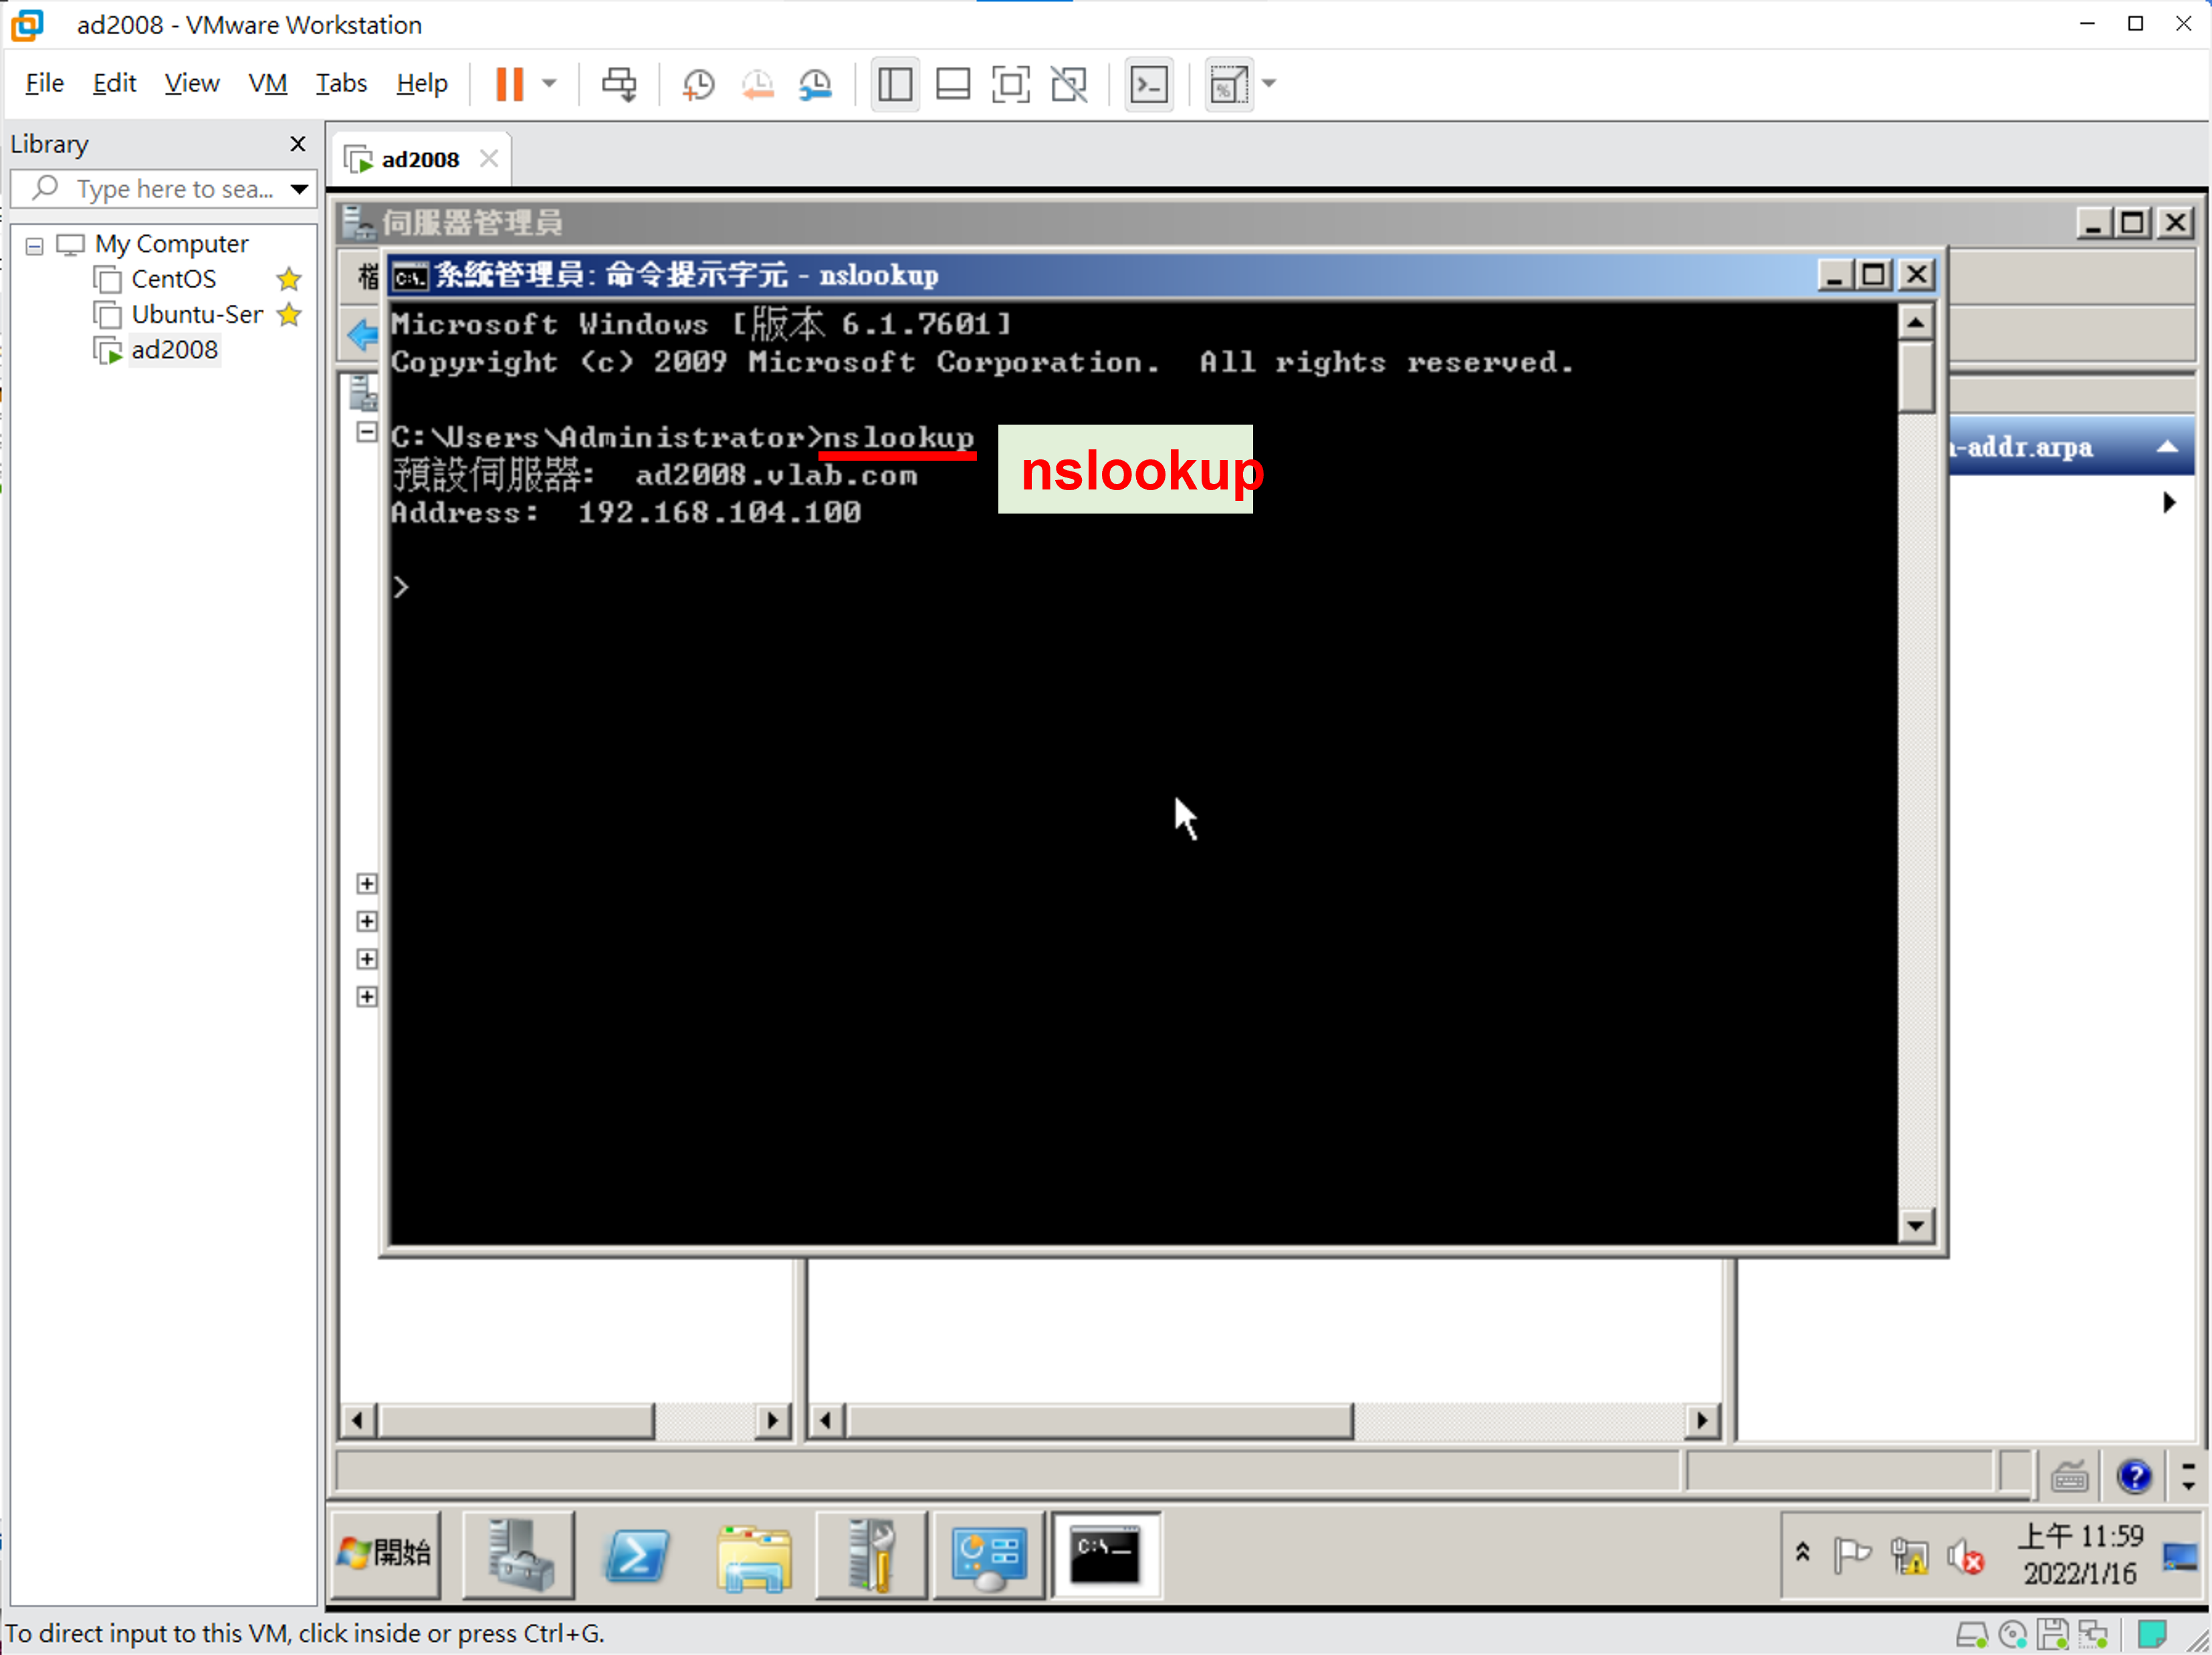 ad2008 - VMware Workstation
File Edit View VM Tabs Help
Library
Type here to sea...
My Computer
CentOS
Ubuntu-Ser
ad2008
ad2008
伺服器管理員
檔
系統管理員: 命令提示字元 - nslookup
Microsoft Windows [版本 6.1.7601]
Copyright (c) 2009 Microsoft Corporation.  All rights reserved.
C:\Users\Administrator>nslookup
預設伺服器:  ad2008.vlab.com
Address:  192.168.104.100
>
nslookup
-addr.arpa
開始
上午 11:59
2022/1/16
To direct input to this VM, click inside or press Ctrl+G.